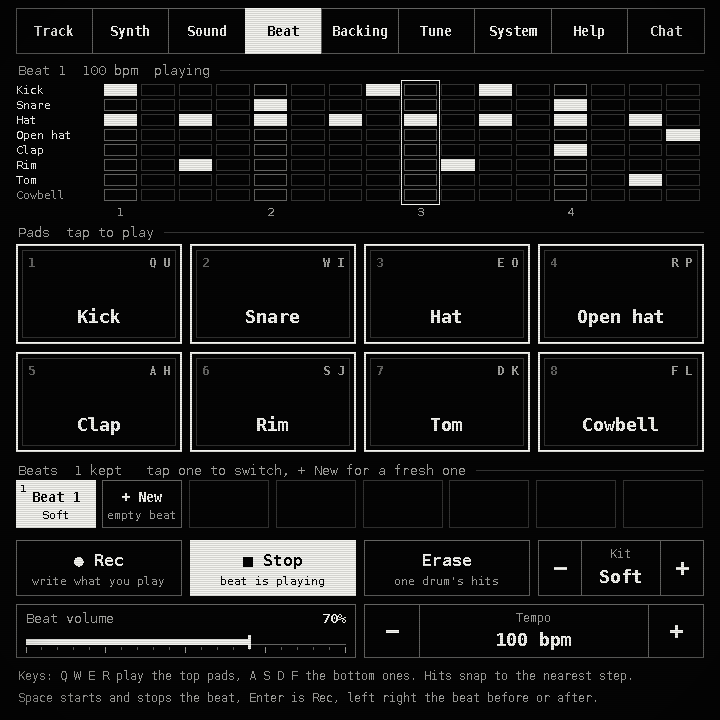 Track Synth Sound Beat Backing Tune System Help Chat
Beat 1 100 bpm playing
Kick
Snare
Hat
Open hat
Clap
Rim
Tom
Cowbell
1 2 3 4
Pads tap to play
1 Q U 2 W I 3 E O 4 R P
Kick Snare Hat Open hat
5 A H 6 S J 7 D K 8 F L
Clap Rim Tom Cowbell
Beats 1 kept tap one to switch, + New for a fresh one
1
Beat 1 + New
Soft empty beat
● Rec ■ Stop Erase − Kit +
write what you play beat is playing one drum's hits Soft
Beat volume 70% − Tempo +
100 bpm
Keys: Q W E R play the top pads, A S D F the bottom ones. Hits snap to the nearest step.
Space starts and stops the beat, Enter is Rec, left right the beat before or after.